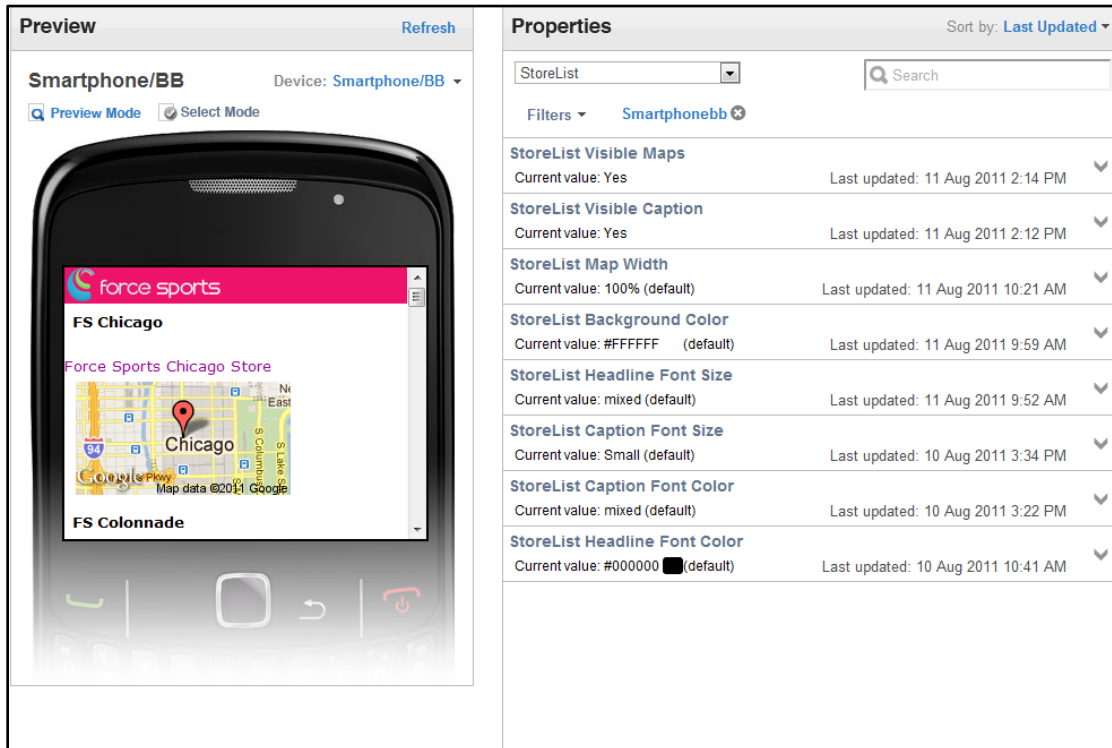 Preview
Refresh
Smartphone/BB
Device: Smartphone/BB
Preview Mode
Select Mode
force sports
FS Chicago
Force Sports Chicago Store
East
94
Chicago
S Columbus
S Lake
Google
Pkwy
Map data ©2011 Google
FS Colonnade
Properties
Sort by: Last Updated
StoreList
Search
Filters
Smartphonebb
StoreList Visible Maps
Current value: Yes
Last updated: 11 Aug 2011 2:14 PM
StoreList Visible Caption
Current value: Yes
Last updated: 11 Aug 2011 2:12 PM
StoreList Map Width
Current value: 100% (default)
Last updated: 11 Aug 2011 10:21 AM
StoreList Background Color
Current value: #FFFFFF (default)
Last updated: 11 Aug 2011 9:59 AM
StoreList Headline Font Size
Current value: mixed (default)
Last updated: 11 Aug 2011 9:52 AM
StoreList Caption Font Size
Current value: Small (default)
Last updated: 10 Aug 2011 3:34 PM
StoreList Caption Font Color
Current value: mixed (default)
Last updated: 10 Aug 2011 3:22 PM
StoreList Headline Font Color
Current value: #000000 (default)
Last updated: 10 Aug 2011 10:41 AM